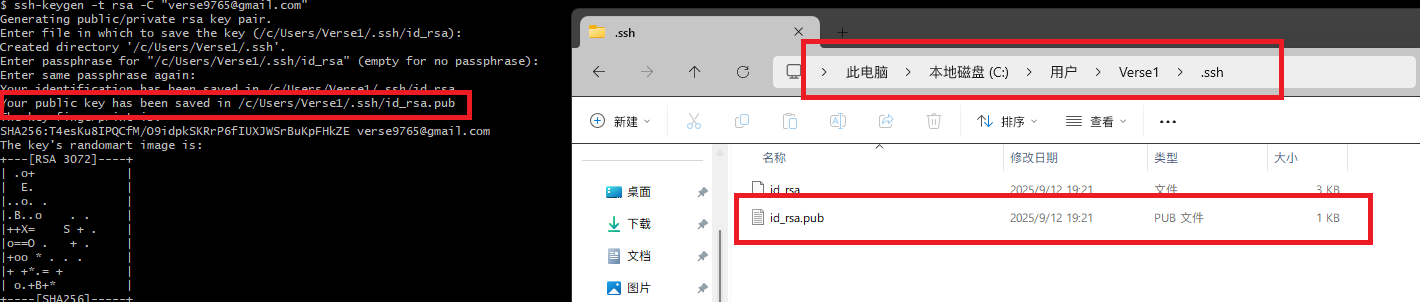 $ ssh-keygen -t rsa -C "verse9765@gmail.com"
Generating public/private rsa key pair.
Enter file in which to save the key (/c/Users/Verse1/.ssh/id_rsa):
Created directory '/c/Users/Verse1/.ssh'.
Enter passphrase for "/c/Users/Verse1/.ssh/id_rsa" (empty for no passphrase):
Enter same passphrase again:
Your identification has been saved in /c/Users/Verse1/.ssh/id_rsa
Your public key has been saved in /c/Users/Verse1/.ssh/id_rsa.pub
The key fingerprint is:
SHA256:T4esKu8IPQCfM/O9idpkSKRrP6fIUXJWSrBuKpFHkZE verse9765@gmail.com
The key's randomart image is:
+---[RSA 3072]----+
| .o+             |
|  E.             |
|..o. .           |
|.B..o    . .     |
|++X=    S + .    |
|o==O .   + .     |
|+oo * . . .      |
|+ +*.= +         |
| o.+B+*          |
+----[SHA256]-----+
.ssh
此电脑 > 本地磁盘 (C:) > 用户 > Verse1 > .ssh
新建 排序 查看
名称 修改日期 类型 大小
id_rsa 2025/9/12 19:21 文件 3 KB
id_rsa.pub 2025/9/12 19:21 PUB 文件 1 KB
桌面
下载
文档
图片